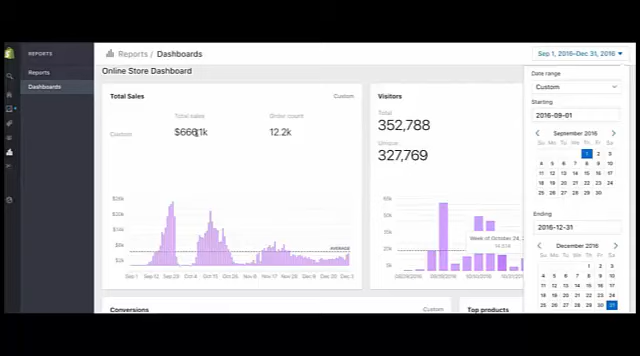 REPORTS
Reports
Dashboards
Reports / Dashboards
Sep 1, 2016–Dec 31, 2016
Online Store Dashboard
Total Sales
Custom
Total sales
Order count
Custom
12.2k
$26k
$20k
$14k
$8k
$2k
AVERAGE
Sep 1
Sep 12
Sep 23
Oct 4
Oct 15
Oct 26
Nov 6
Nov 17
Nov 28
Visitors
Total
352,788
Unique
327,769
Week of October 24,
Date range
Custom
Starting
2016-09-01
September 2016
Su Mo Tu We Th Fr Sa
1 2 3
4 5 6 7 8 9 10
11 12 13 14 15 16 17
18 19 20 21 22 23 24
25 26 27 28 29 30
Ending
2016-12-31
December 2016
Su Mo Tu We Th Fr Sa
1 2 3
4 5 6 7 8 9 10
11 12 13 14 15 16 17
18 19 20 21 22 23 24
25 26 27 28 29 30 31
Conversions
Custom
Top products